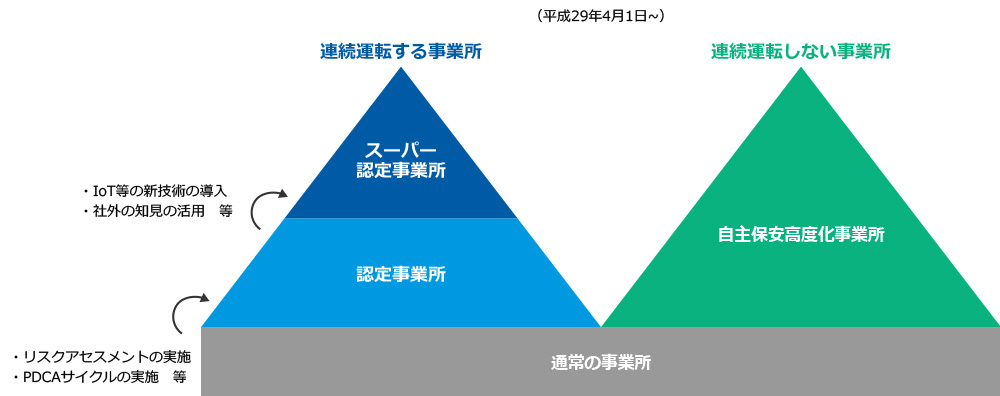 （平成29年4月1日~）
連続運転する事業所
連続運転しない事業所
スーパー
認定事業所
・IoT等の新技術の導入
・社外の知見の活用　等
自主保安高度化事業所
認定事業所
・リスクアセスメントの実施
・PDCAサイクルの実施　等
通常の事業所